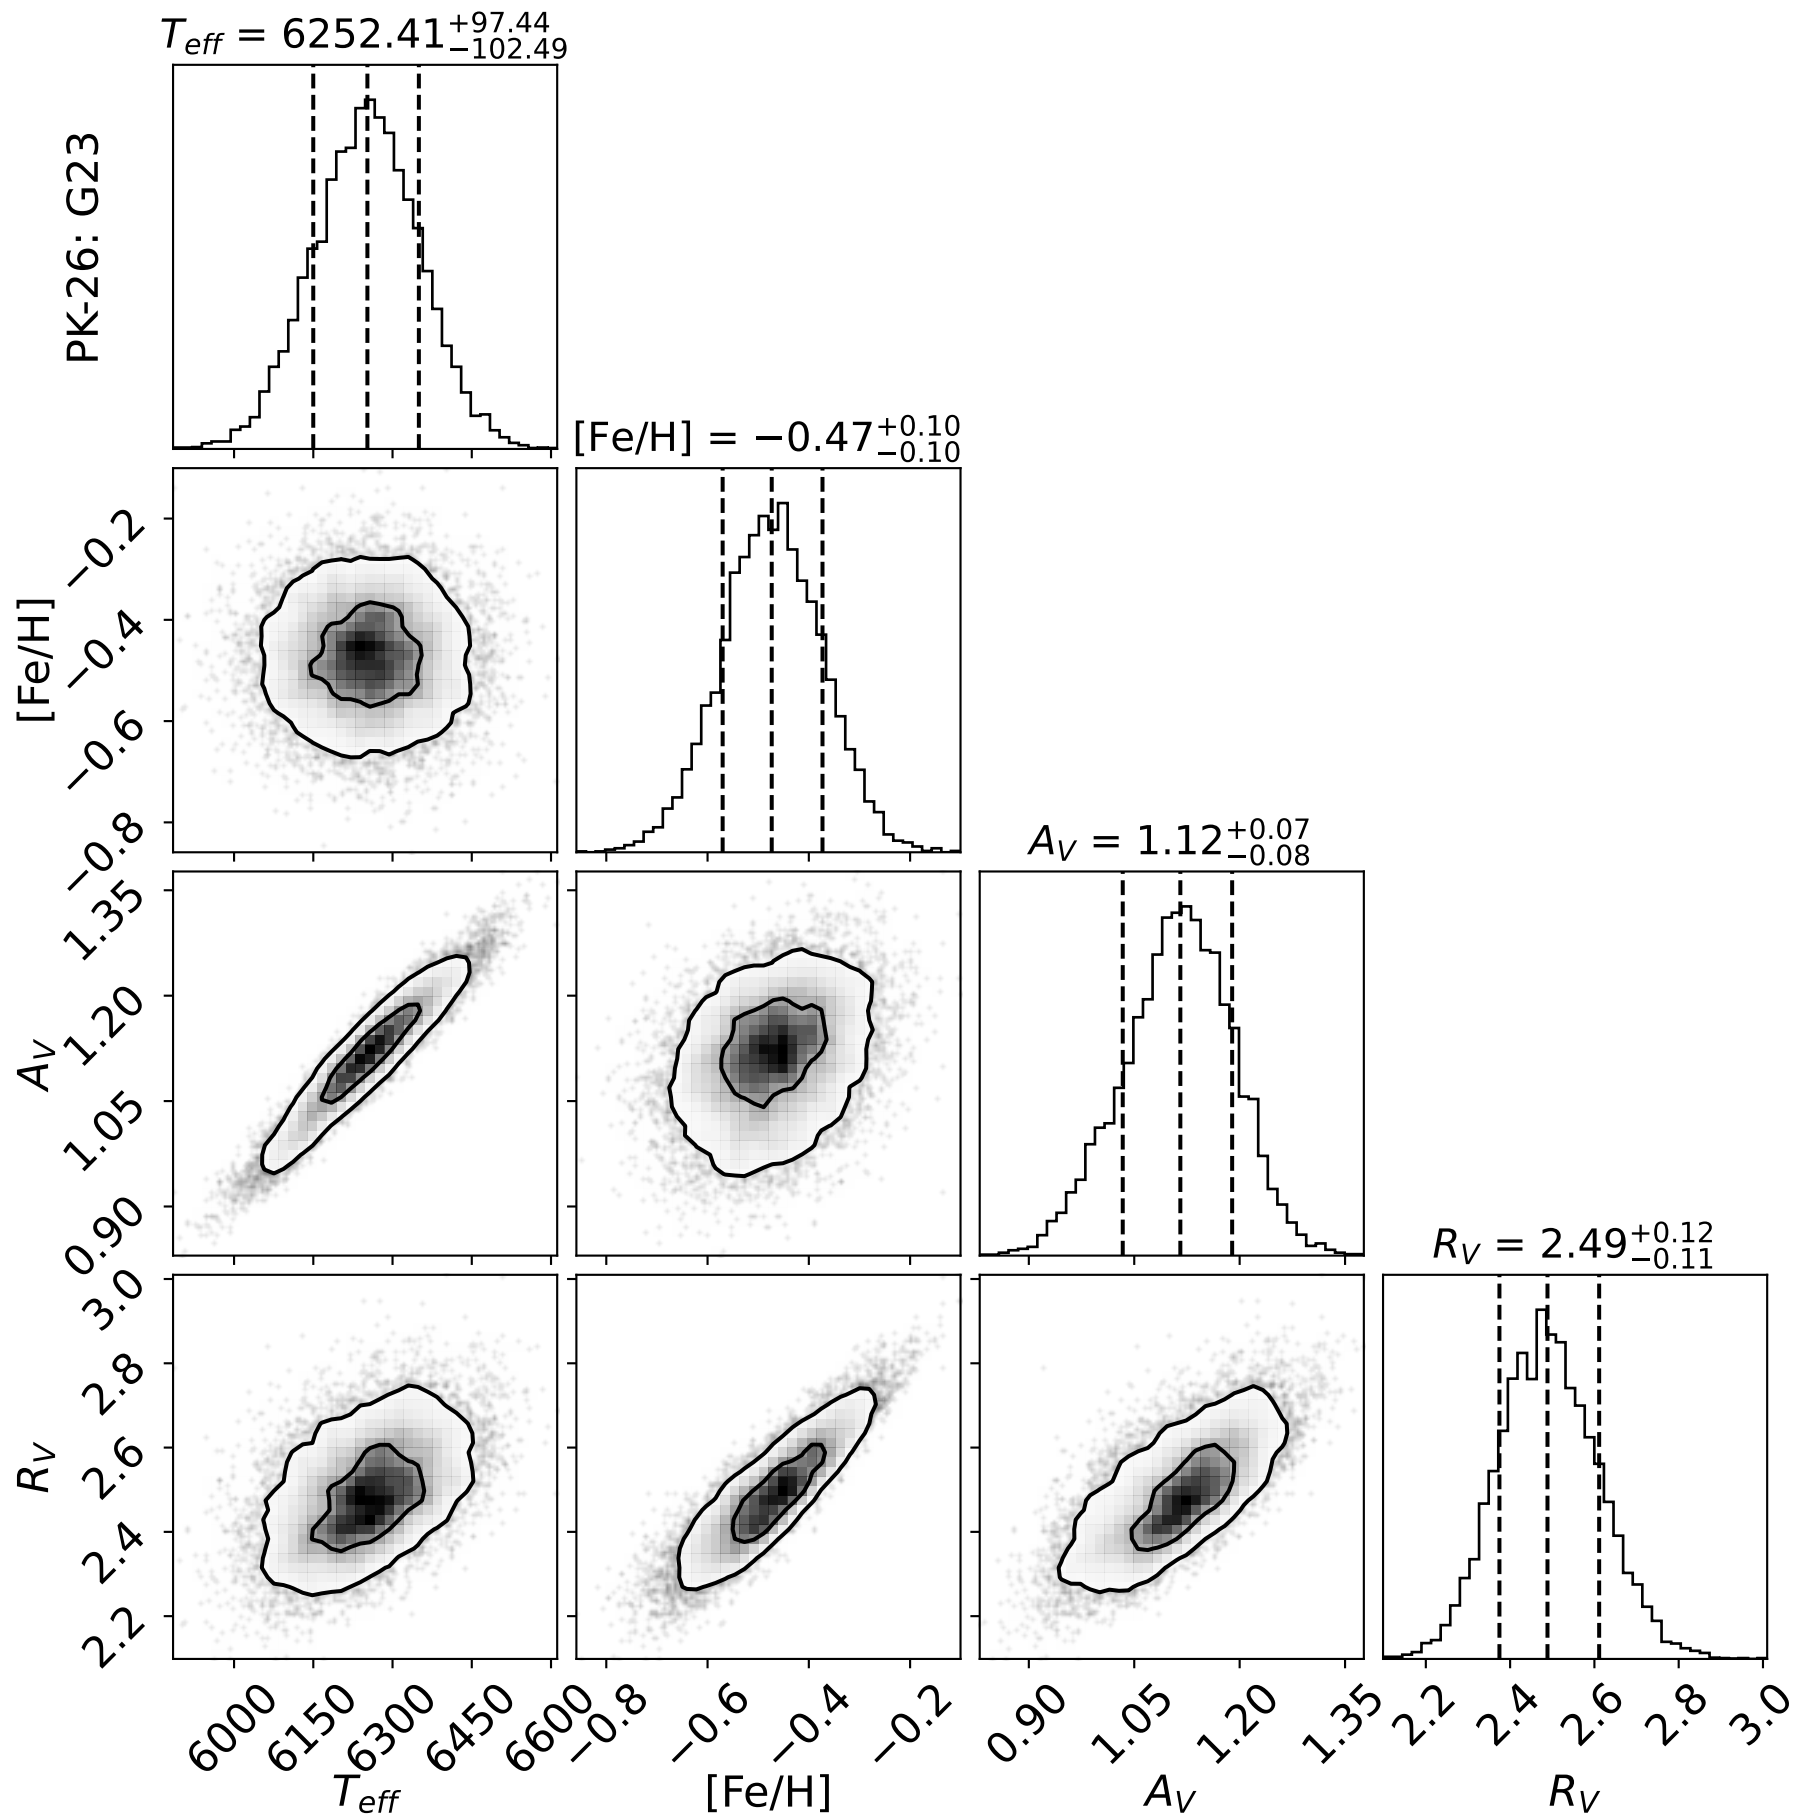 T_eff = 6252.41 +97.44 −102.49
PK-26: G23
[Fe/H] = −0.47 +0.10 −0.10
[Fe/H]
−0.2
−0.4
−0.6
−0.8
A_V = 1.12 +0.07 −0.08
A_V
1.35
1.20
1.05
0.90
R_V = 2.49 +0.12 −0.11
R_V
3.0
2.8
2.6
2.4
2.2
6000 6150 6300 6450 6600 −0.8 −0.6 −0.4 −0.2 0.90 1.05 1.20 1.35 2.2 2.4 2.6 2.8 3.0
T_eff [Fe/H] A_V R_V